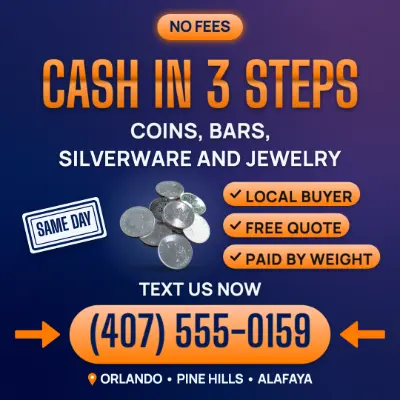 NO FEES
CASH IN 3 STEPS
COINS, BARS,
SILVERWARE AND JEWELRY
SAME DAY
LOCAL BUYER
FREE QUOTE
PAID BY WEIGHT
TEXT US NOW
(407) 555-0159
ORLANDO • PINE HILLS • ALAFAYA